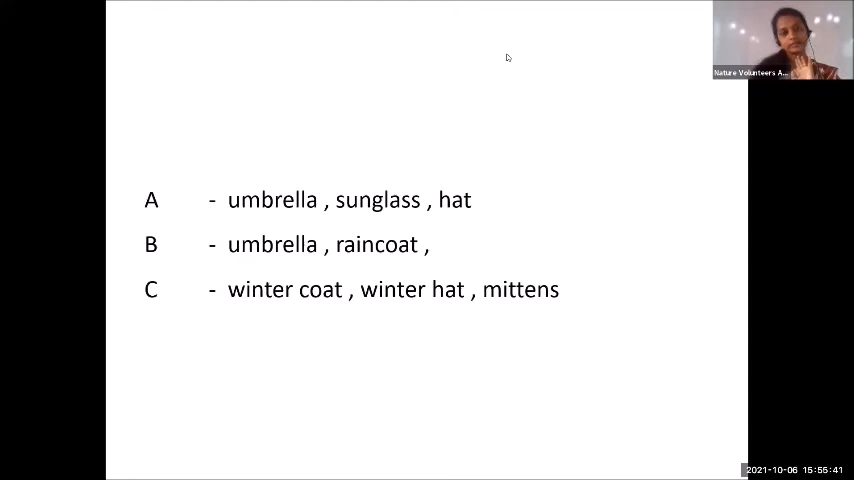 Nature Volunteers A...
A - umbrella , sunglass , hat
B - umbrella , raincoat ,
C - winter coat , winter hat , mittens
2021-10-06 15:55:41